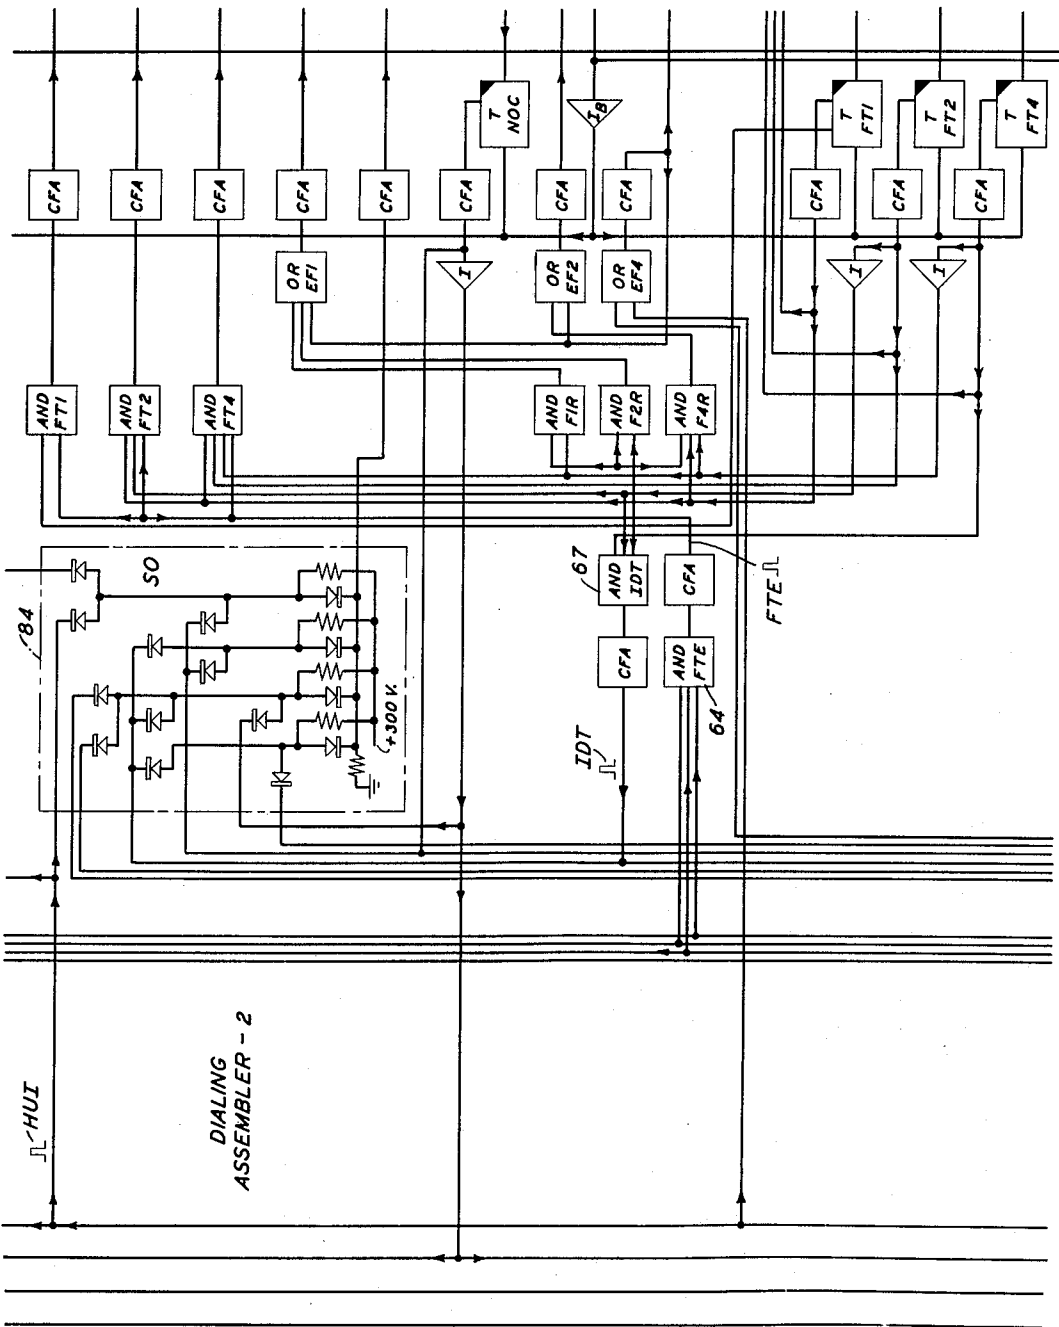 CFA
CFA
CFA
CFA
CFA
CFA
T
NOC
CFA
IB
CFA
CFA
T
FT1
CFA
T
FT2
CFA
T
FT4
OR
EF1
I
OR
EF2
OR
EF4
I
I
AND
FT1
AND
FT2
AND
FT4
AND
F1R
AND
F2R
AND
F4R
84
SO
+300 V.
67
AND
IDT
CFA
FTE
CFA
AND
FTE
64
IDT
HUI
DIALING
ASSEMBLER - 2